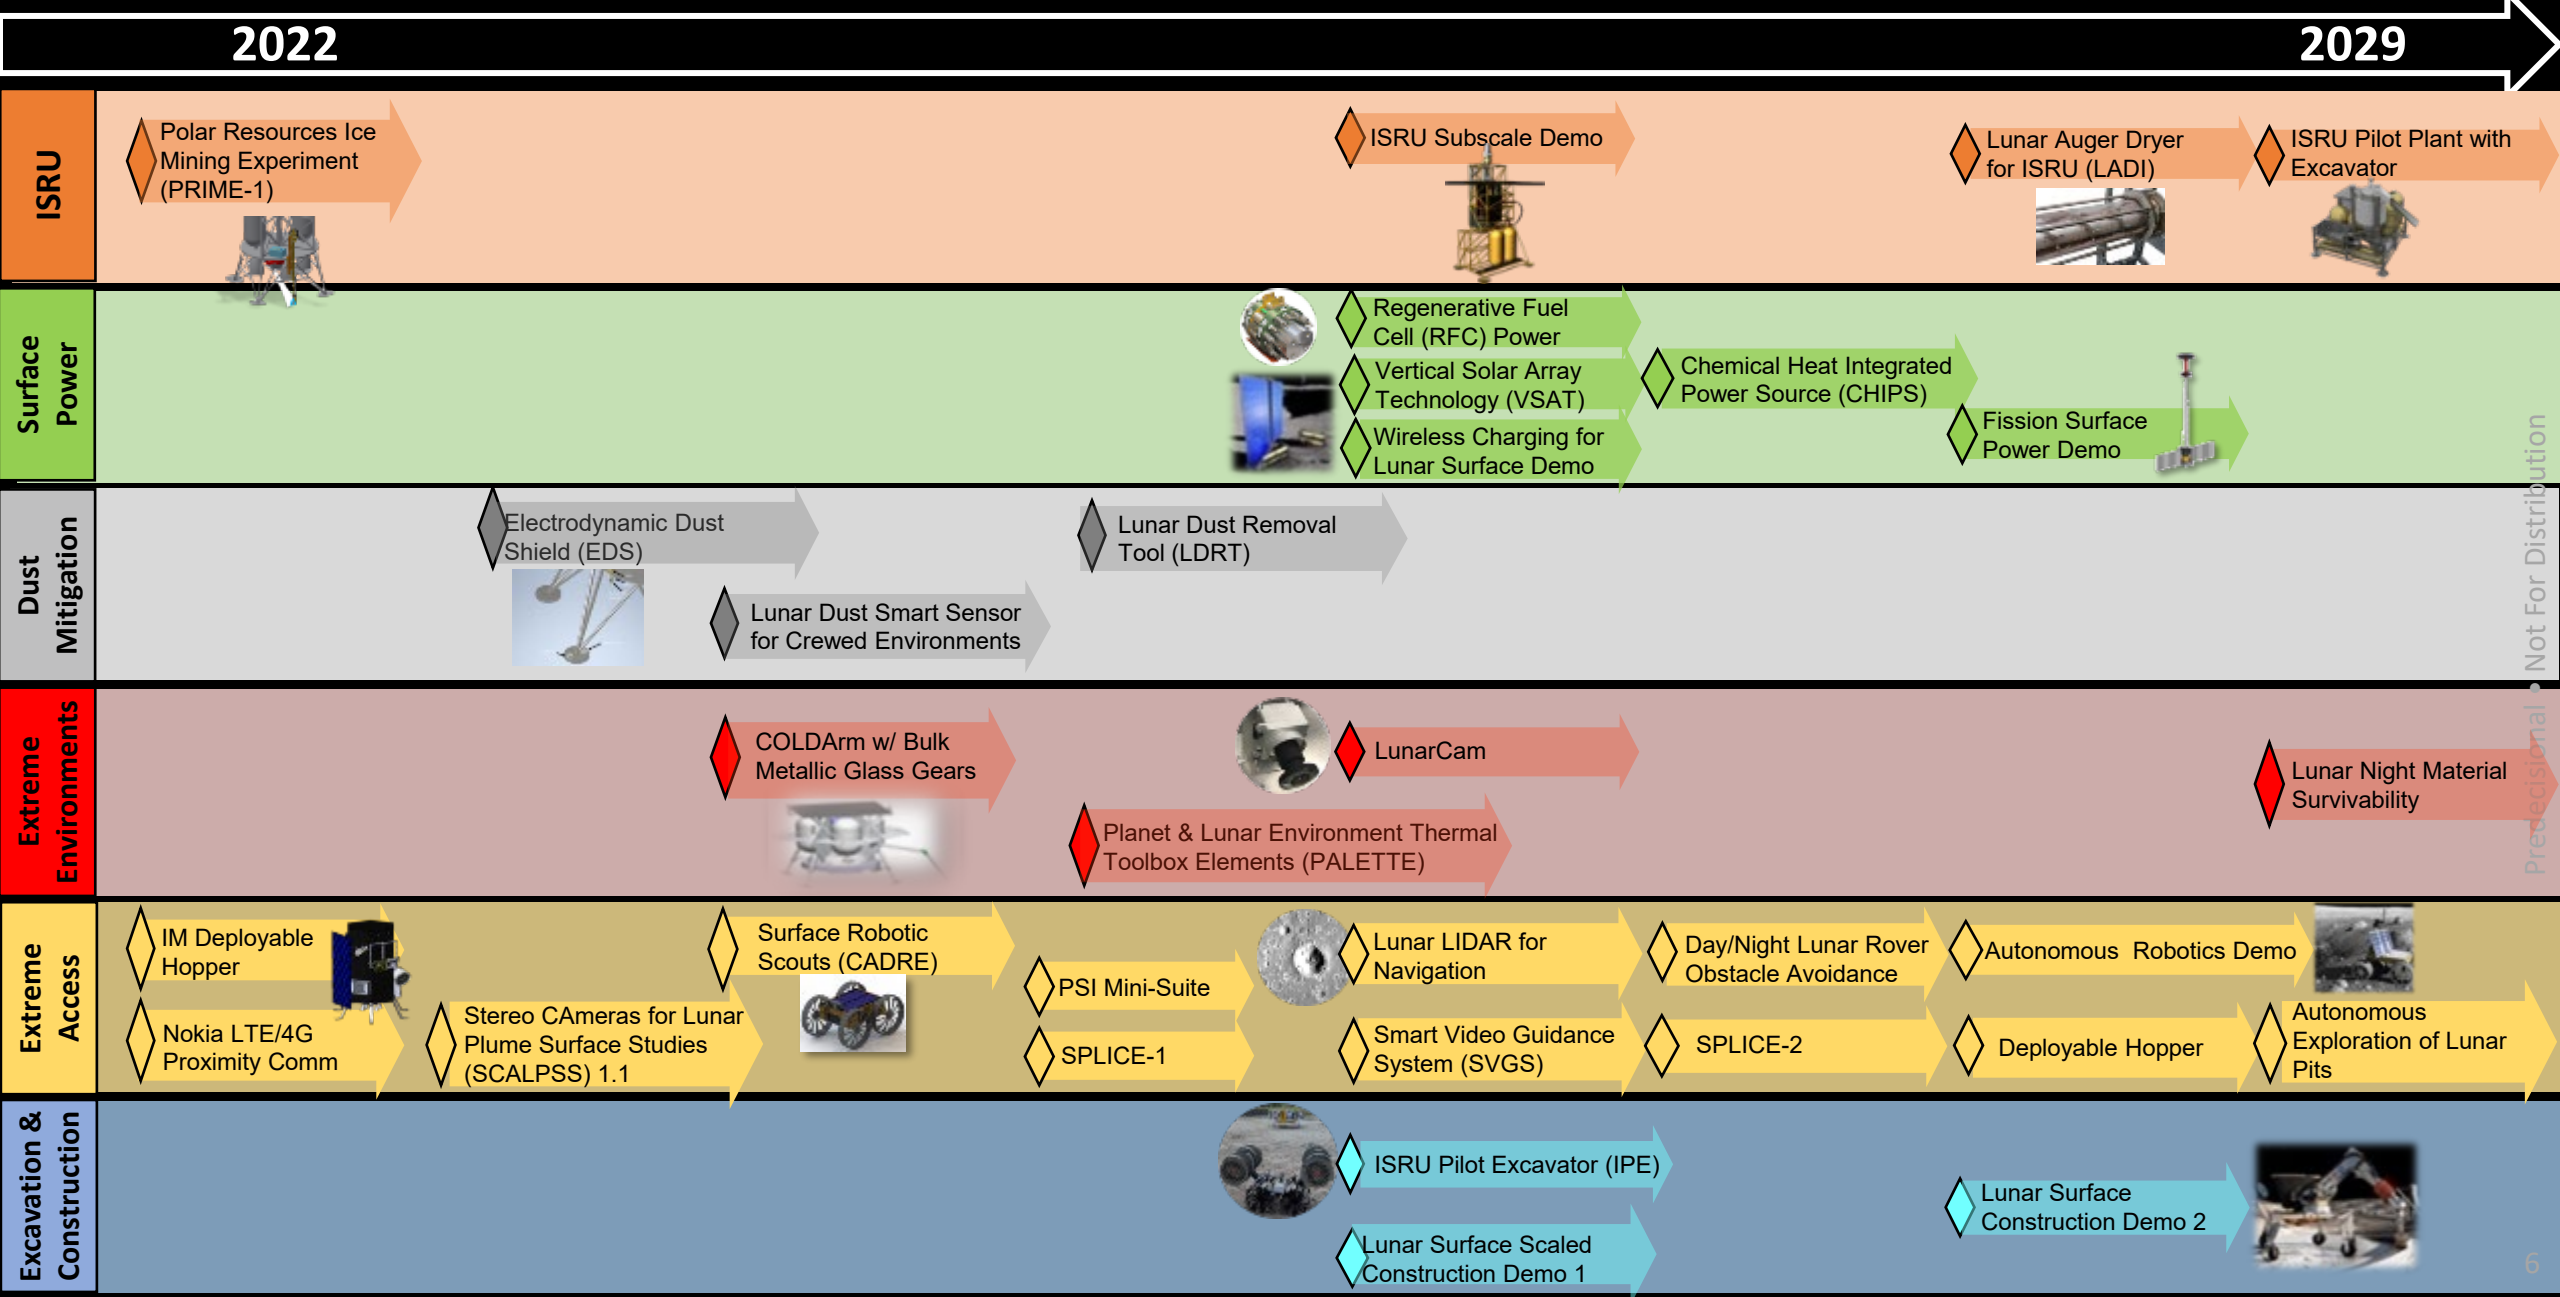 2022
2029
ISRU
Polar Resources Ice
Mining Experiment
(PRIME-1)
ISRU Subscale Demo
Lunar Auger Dryer
for ISRU (LADI)
ISRU Pilot Plant with
Excavator
Surface
Power
Regenerative Fuel
Cell (RFC) Power
Vertical Solar Array
Technology (VSAT)
Wireless Charging for
Lunar Surface Demo
Chemical Heat Integrated
Power Source (CHIPS)
Fission Surface
Power Demo
Dust
Mitigation
Electrodynamic Dust
Shield (EDS)
Lunar Dust Smart Sensor
for Crewed Environments
Lunar Dust Removal
Tool (LDRT)
Extreme
Environments
COLDArm w/ Bulk
Metallic Glass Gears
Planet & Lunar Environment Thermal
Toolbox Elements (PALETTE)
LunarCam
Lunar Night Material
Survivability
Extreme
Access
IM Deployable
Hopper
Nokia LTE/4G
Proximity Comm
Stereo CAmeras for Lunar
Plume Surface Studies
(SCALPSS) 1.1
Surface Robotic
Scouts (CADRE)
PSI Mini-Suite
SPLICE-1
Lunar LIDAR for
Navigation
Smart Video Guidance
System (SVGS)
Day/Night Lunar Rover
Obstacle Avoidance
SPLICE-2
Autonomous  Robotics Demo
Deployable Hopper
Autonomous
Exploration of Lunar
Pits
Excavation &
Construction
ISRU Pilot Excavator (IPE)
Lunar Surface Scaled
Construction Demo 1
Lunar Surface
Construction Demo 2
Predecisional • Not For Distribution
6